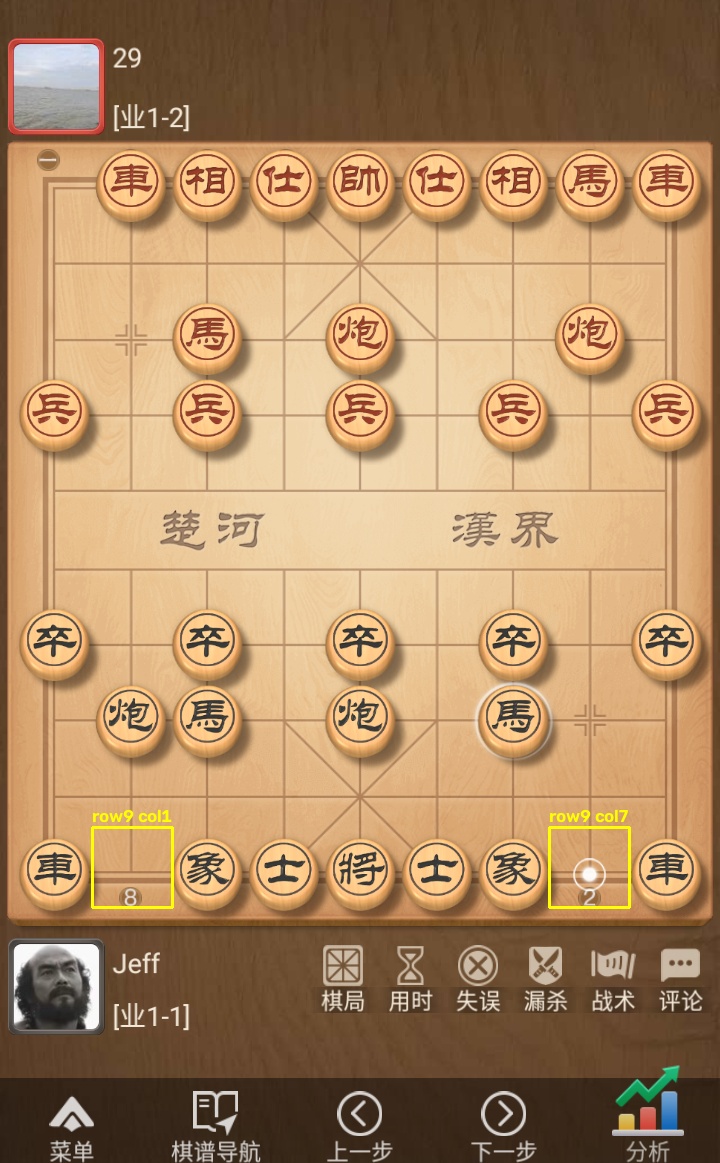 29
[业1-2]
車相仕帥仕相馬車
馬炮炮
兵兵兵兵兵
楚河 漢界
卒卒卒卒卒
炮馬炮馬
row9 col1 row9 col7
車象士將士象車
8 2
Jeff
[业1-1]
棋局 用时 失误 漏杀 战术 评论
菜单 棋谱导航 上一步 下一步 分析